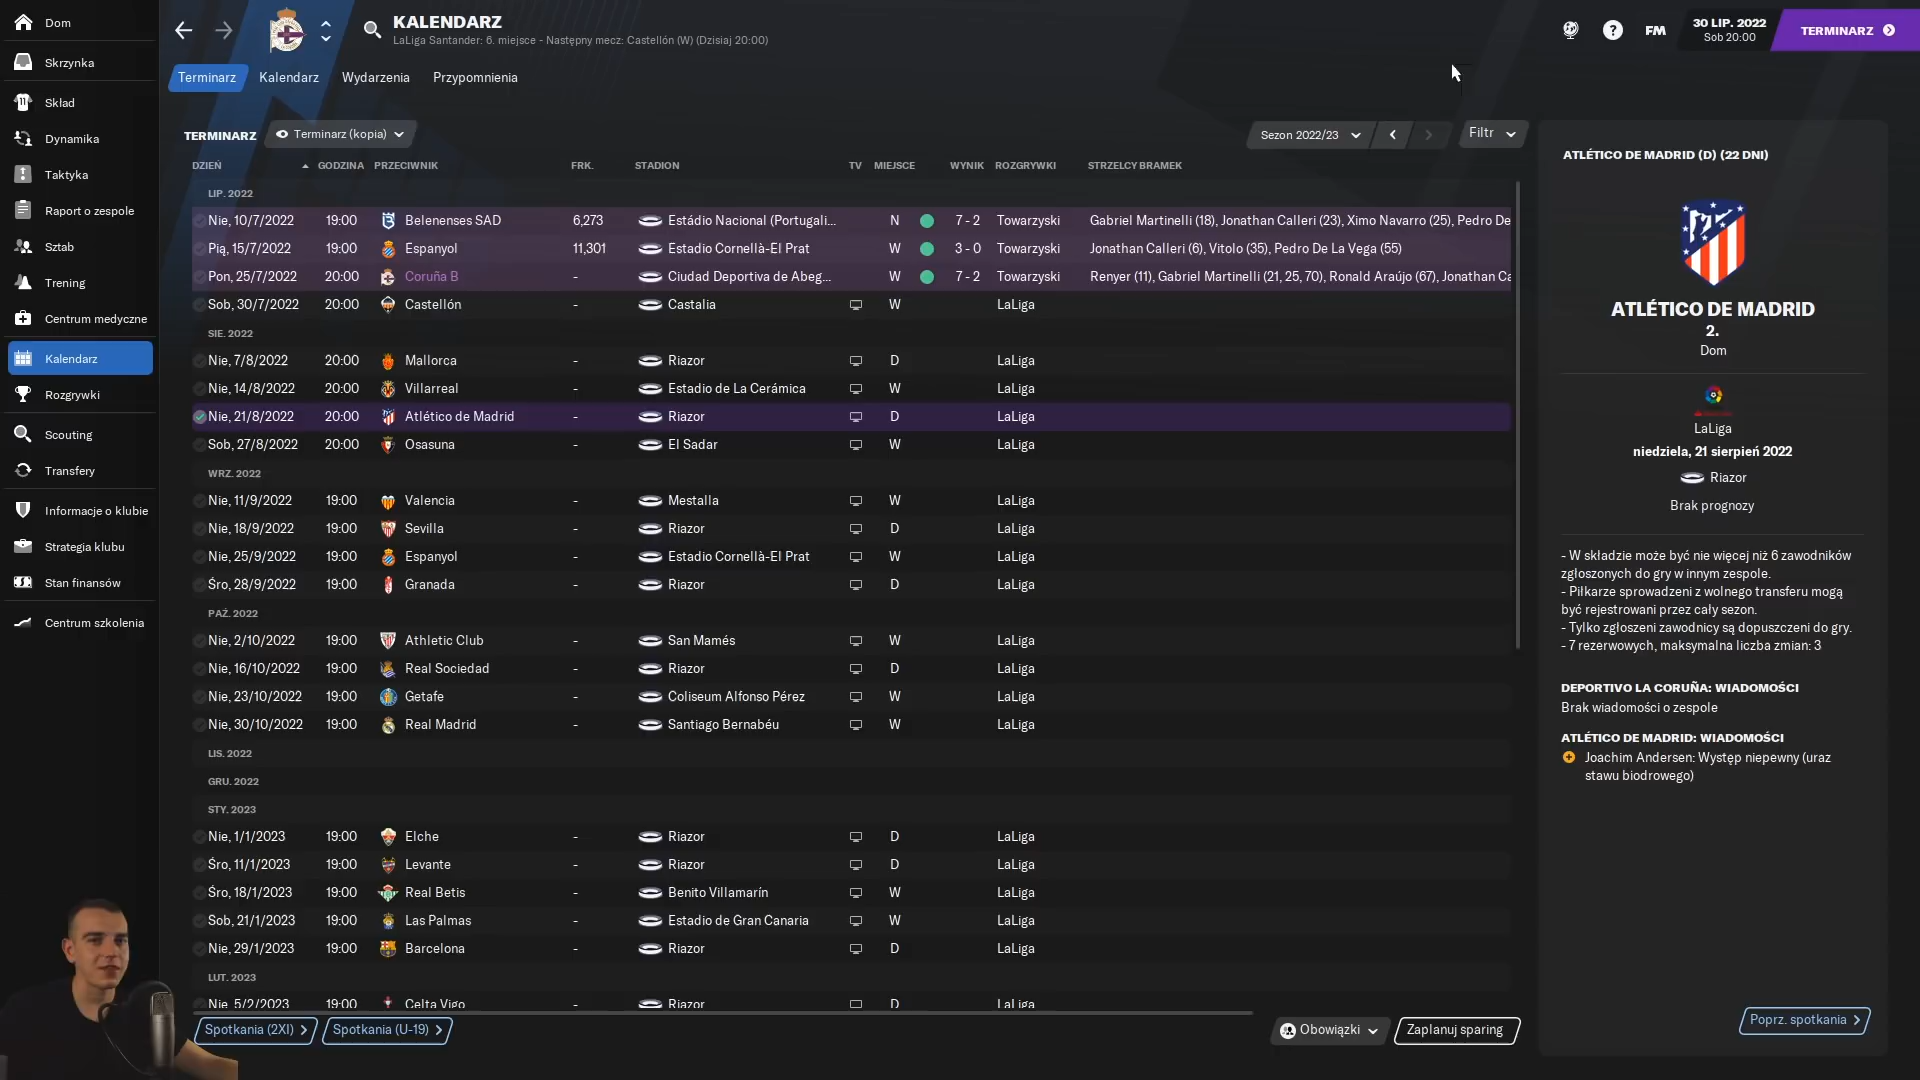 Dom
Skrzynka
Skład
Dynamika
Taktyka
Raport o zespole
Sztab
Trening
Centrum medyczne
Kalendarz
Rozgrywki
Scouting
Transfery
Informacje o klubie
Strategia klubu
Stan finansów
Centrum szkolenia
KALENDARZ
LaLiga Santander: 6. miejsce - Następny mecz: Castellón (W) (Dzisiaj 20:00)
FM
30 LIP. 2022
Sob 20:00
TERMINARZ
Terminarz Kalendarz Wydarzenia Przypomnienia
TERMINARZ Terminarz (kopia)
Sezon 2022/23 Filtr
DZIEŃ GODZINA PRZECIWNIK FRK. STADION TV MIEJSCE WYNIK ROZGRYWKI STRZELCY BRAMEK
LIP. 2022
Nie, 10/7/2022 19:00 Belenenses SAD 6,273 Estádio Nacional (Portugali... N 7 - 2 Towarzyski Gabriel Martinelli (18), Jonathan Calleri (23), Ximo Navarro (25), Pedro De
Pią, 15/7/2022 19:00 Espanyol 11,301 Estadio Cornellà-El Prat W 3 - 0 Towarzyski Jonathan Calleri (6), Vitolo (35), Pedro De La Vega (55)
Pon, 25/7/2022 20:00 Coruña B - Ciudad Deportiva de Abeg... W 7 - 2 Towarzyski Renyer (11), Gabriel Martinelli (21, 25, 70), Ronald Araújo (67), Jonathan Ca
Sob, 30/7/2022 20:00 Castellón - Castalia W LaLiga
SIE. 2022
Nie, 7/8/2022 20:00 Mallorca - Riazor D LaLiga
Nie, 14/8/2022 20:00 Villarreal - Estadio de La Cerámica W LaLiga
Nie, 21/8/2022 20:00 Atlético de Madrid - Riazor D LaLiga
Sob, 27/8/2022 20:00 Osasuna - El Sadar W LaLiga
WRZ. 2022
Nie, 11/9/2022 19:00 Valencia - Mestalla W LaLiga
Nie, 18/9/2022 19:00 Sevilla - Riazor D LaLiga
Nie, 25/9/2022 19:00 Espanyol - Estadio Cornellà-El Prat W LaLiga
Śro, 28/9/2022 19:00 Granada - Riazor D LaLiga
PAŹ. 2022
Nie, 2/10/2022 19:00 Athletic Club - San Mamés W LaLiga
Nie, 16/10/2022 19:00 Real Sociedad - Riazor D LaLiga
Nie, 23/10/2022 19:00 Getafe - Coliseum Alfonso Pérez W LaLiga
Nie, 30/10/2022 19:00 Real Madrid - Santiago Bernabéu W LaLiga
LIS. 2022
GRU. 2022
STY. 2023
Nie, 1/1/2023 19:00 Elche - Riazor D LaLiga
Śro, 11/1/2023 19:00 Levante - Riazor D LaLiga
Śro, 18/1/2023 19:00 Real Betis - Benito Villamarín W LaLiga
Sob, 21/1/2023 19:00 Las Palmas - Estadio de Gran Canaria W LaLiga
Nie, 29/1/2023 19:00 Barcelona - Riazor D LaLiga
LUT. 2023
Nie, 5/2/2023 19:00 Celta Vigo - Riazor D LaLiga
Spotkania (2XI) Spotkania (U-19) Obowiązki Zaplanuj sparing
ATLÉTICO DE MADRID (D) (22 DNI)
ATLÉTICO DE MADRID
2.
Dom
LaLiga
niedziela, 21 sierpień 2022
Riazor
Brak prognozy
- W składzie może być nie więcej niż 6 zawodników
zgłoszonych do gry w innym zespole.
- Piłkarze sprowadzeni z wolnego transferu mogą
być rejestrowani przez cały sezon.
- Tylko zgłoszeni zawodnicy są dopuszczeni do gry.
- 7 rezerwowych, maksymalna liczba zmian: 3
DEPORTIVO LA CORUÑA: WIADOMOŚCI
Brak wiadomości o zespole
ATLÉTICO DE MADRID: WIADOMOŚCI
Joachim Andersen: Występ niepewny (uraz
stawu biodrowego)
Poprz. spotkania